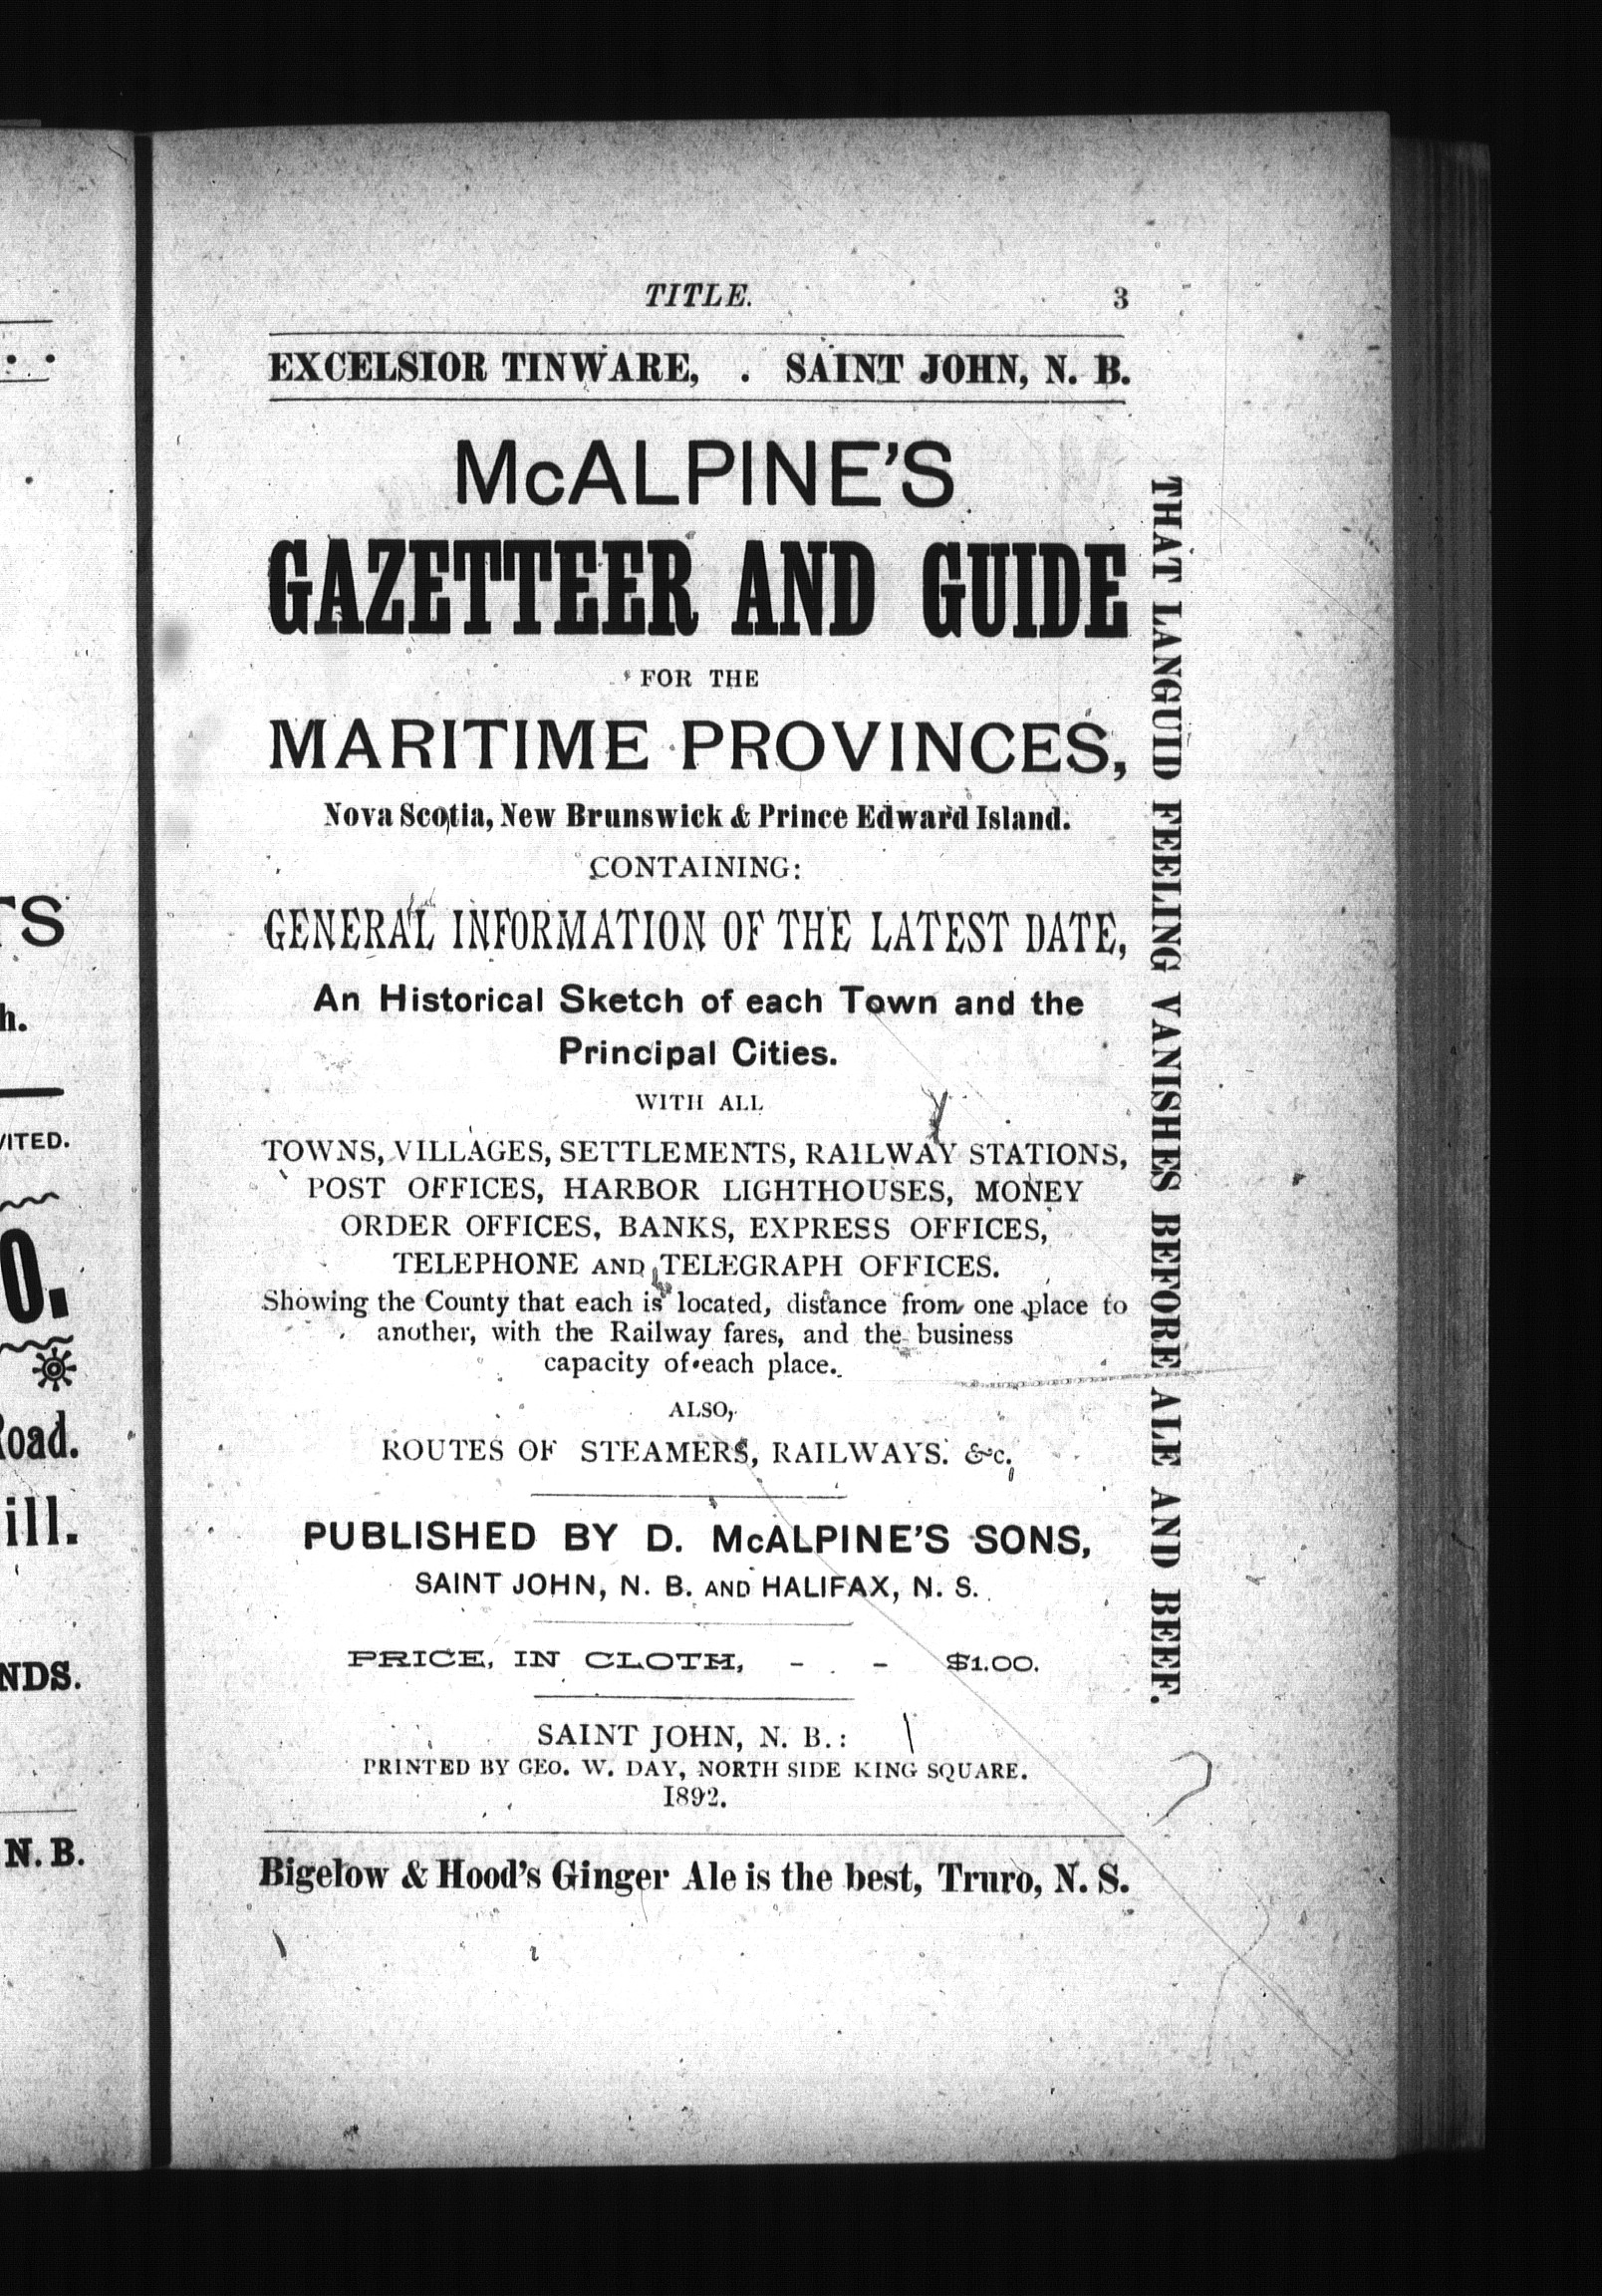 TITLE. 3
EXCELSIOR TINWARE, . SAINT JOHN, N. B.
McALPINE'S
GAZETTEER AND GUIDE
FOR THE
MARITIME PROVINCES,
Nova Scotia, New Brunswick & Prince Edward Island.
CONTAINING:
GENERAL INFORMATION OF THE LATEST DATE,
An Historical Sketch of each Town and the
Principal Cities.
WITH ALL
TOWNS, VILLAGES, SETTLEMENTS, RAILWAY STATIONS,
POST OFFICES, HARBOR LIGHTHOUSES, MONEY
ORDER OFFICES, BANKS, EXPRESS OFFICES,
TELEPHONE AND TELEGRAPH OFFICES.
Showing the County that each is located, distance from one place to
another, with the Railway fares, and the business
capacity of each place.
ALSO,
ROUTES OF STEAMERS, RAILWAYS. &c.
PUBLISHED BY D. McALPINE'S SONS,
SAINT JOHN, N. B. AND HALIFAX, N. S.
PRICE, IN CLOTH, - - $1.00.
SAINT JOHN, N. B.:
PRINTED BY GEO. W. DAY, NORTH SIDE KING SQUARE.
1892.
Bigelow & Hood's Ginger Ale is the best, Truro, N. S.
THAT LANGUID FEELING VANISHES BEFORE ALE AND BEEF.
TS
h.
VITED.
O.
Road.
ill.
NDS.
N. B.